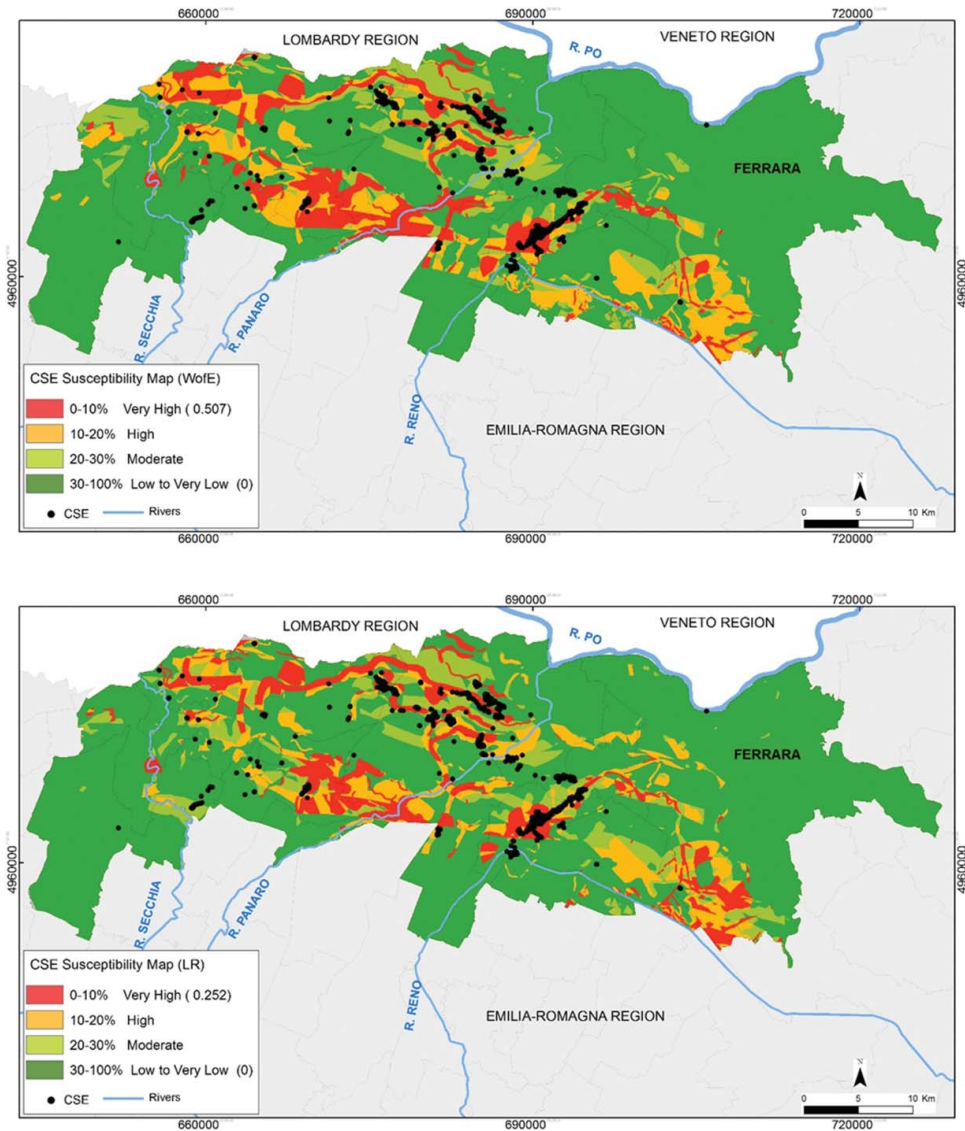 660000 690000 720000
LOMBARDY REGION
VENETO REGION
R. PO
FERRARA
4960000
4960000
R. SECCHIA
R. PANARO
R. RENO
EMILIA-ROMAGNA REGION
CSE Susceptibility Map (WofE)
0-10% Very High ( 0.507)
10-20% High
20-30% Moderate
30-100% Low to Very Low (0)
CSE Rivers
N
0 5 10 Km
660000 690000 720000
660000 690000 720000
LOMBARDY REGION
VENETO REGION
R. PO
FERRARA
4960000
4960000
R. SECCHIA
R. PANARO
R. RENO
EMILIA-ROMAGNA REGION
CSE Susceptibility Map (LR)
0-10% Very High ( 0.252)
10-20% High
20-30% Moderate
30-100% Low to Very Low (0)
CSE Rivers
N
0 5 10 Km
660000 690000 720000